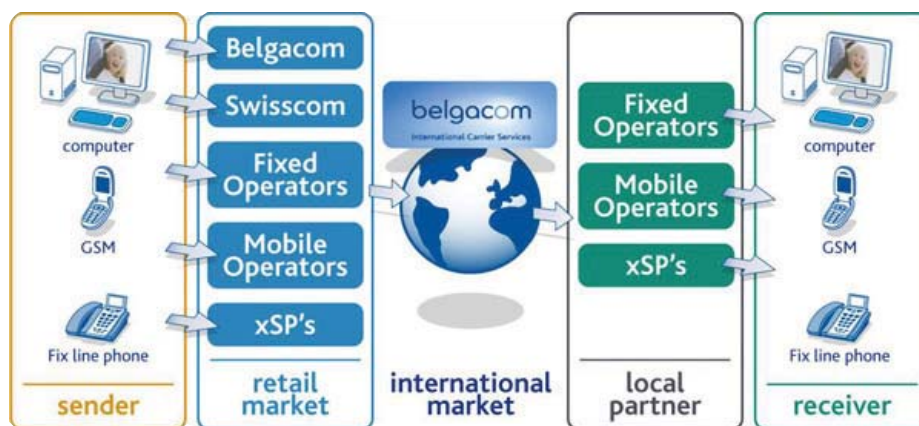 computer
GSM
Fix line phone
sender
Belgacom
Swisscom
Fixed
Operators
Mobile
Operators
xSP's
retail
market
belgacom
International Carrier Services
international
market
Fixed
Operators
Mobile
Operators
xSP's
local
partner
computer
GSM
Fix line phone
receiver